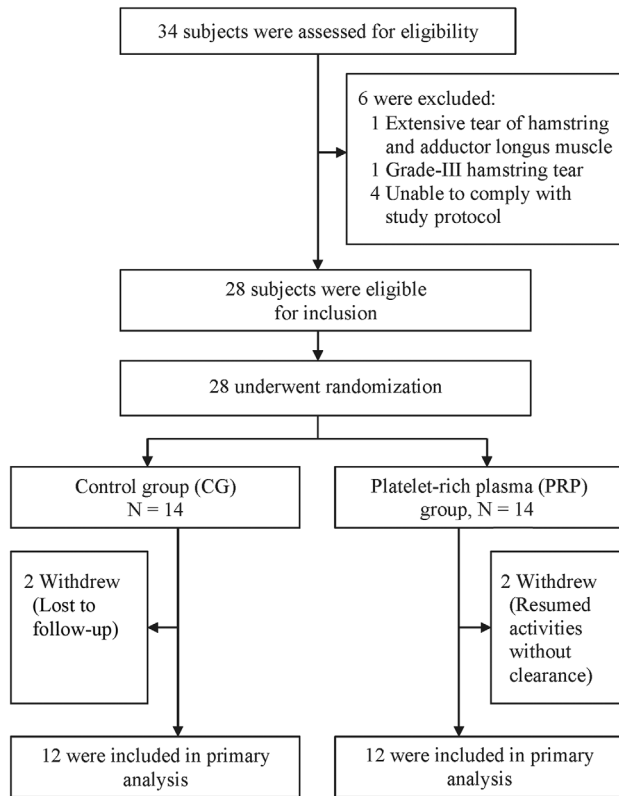 34 subjects were assessed for eligibility
6 were excluded:
1 Extensive tear of hamstring
and adductor longus muscle
1 Grade-III hamstring tear
4 Unable to comply with
study protocol
28 subjects were eligible
for inclusion
28 underwent randomization
Control group (CG)
N = 14
Platelet-rich plasma (PRP)
group, N = 14
2 Withdrew
(Lost to
follow-up)
2 Withdrew
(Resumed
activities
without
clearance)
12 were included in primary
analysis
12 were included in primary
analysis